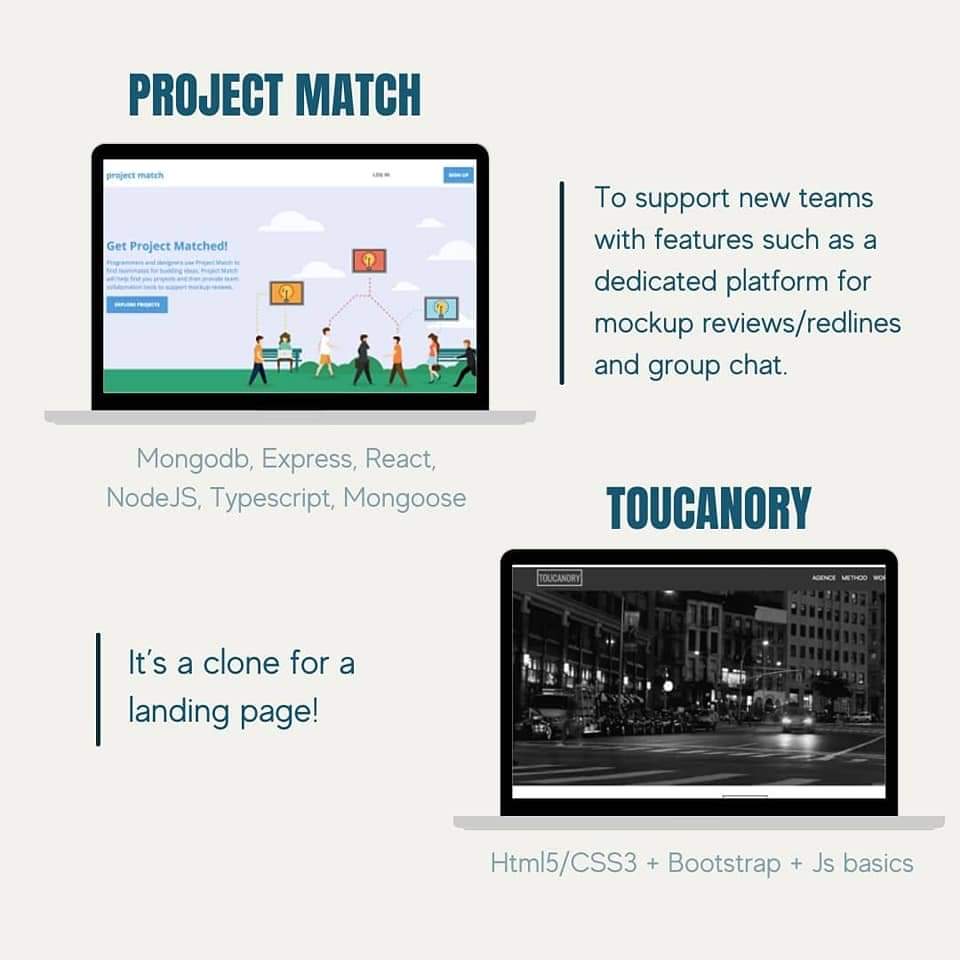 PROJECT MATCH
project match
LOG IN
SIGN UP
Get Project Matched!
Programmers and designers use Project Match to
find teammates for budding ideas. Project Match
will help find you projects and then provide team
collaboration tools to support mockup reviews.
EXPLORE PROJECTS
To support new teams
with features such as a
dedicated platform for
mockup reviews/redlines
and group chat.
Mongodb, Express, React,
NodeJS, Typescript, Mongoose
TOUCANORY
TOUCANORY
AGENCE METHOD WOR
It's a clone for a
landing page!
Html5/CSS3 + Bootstrap + Js basics